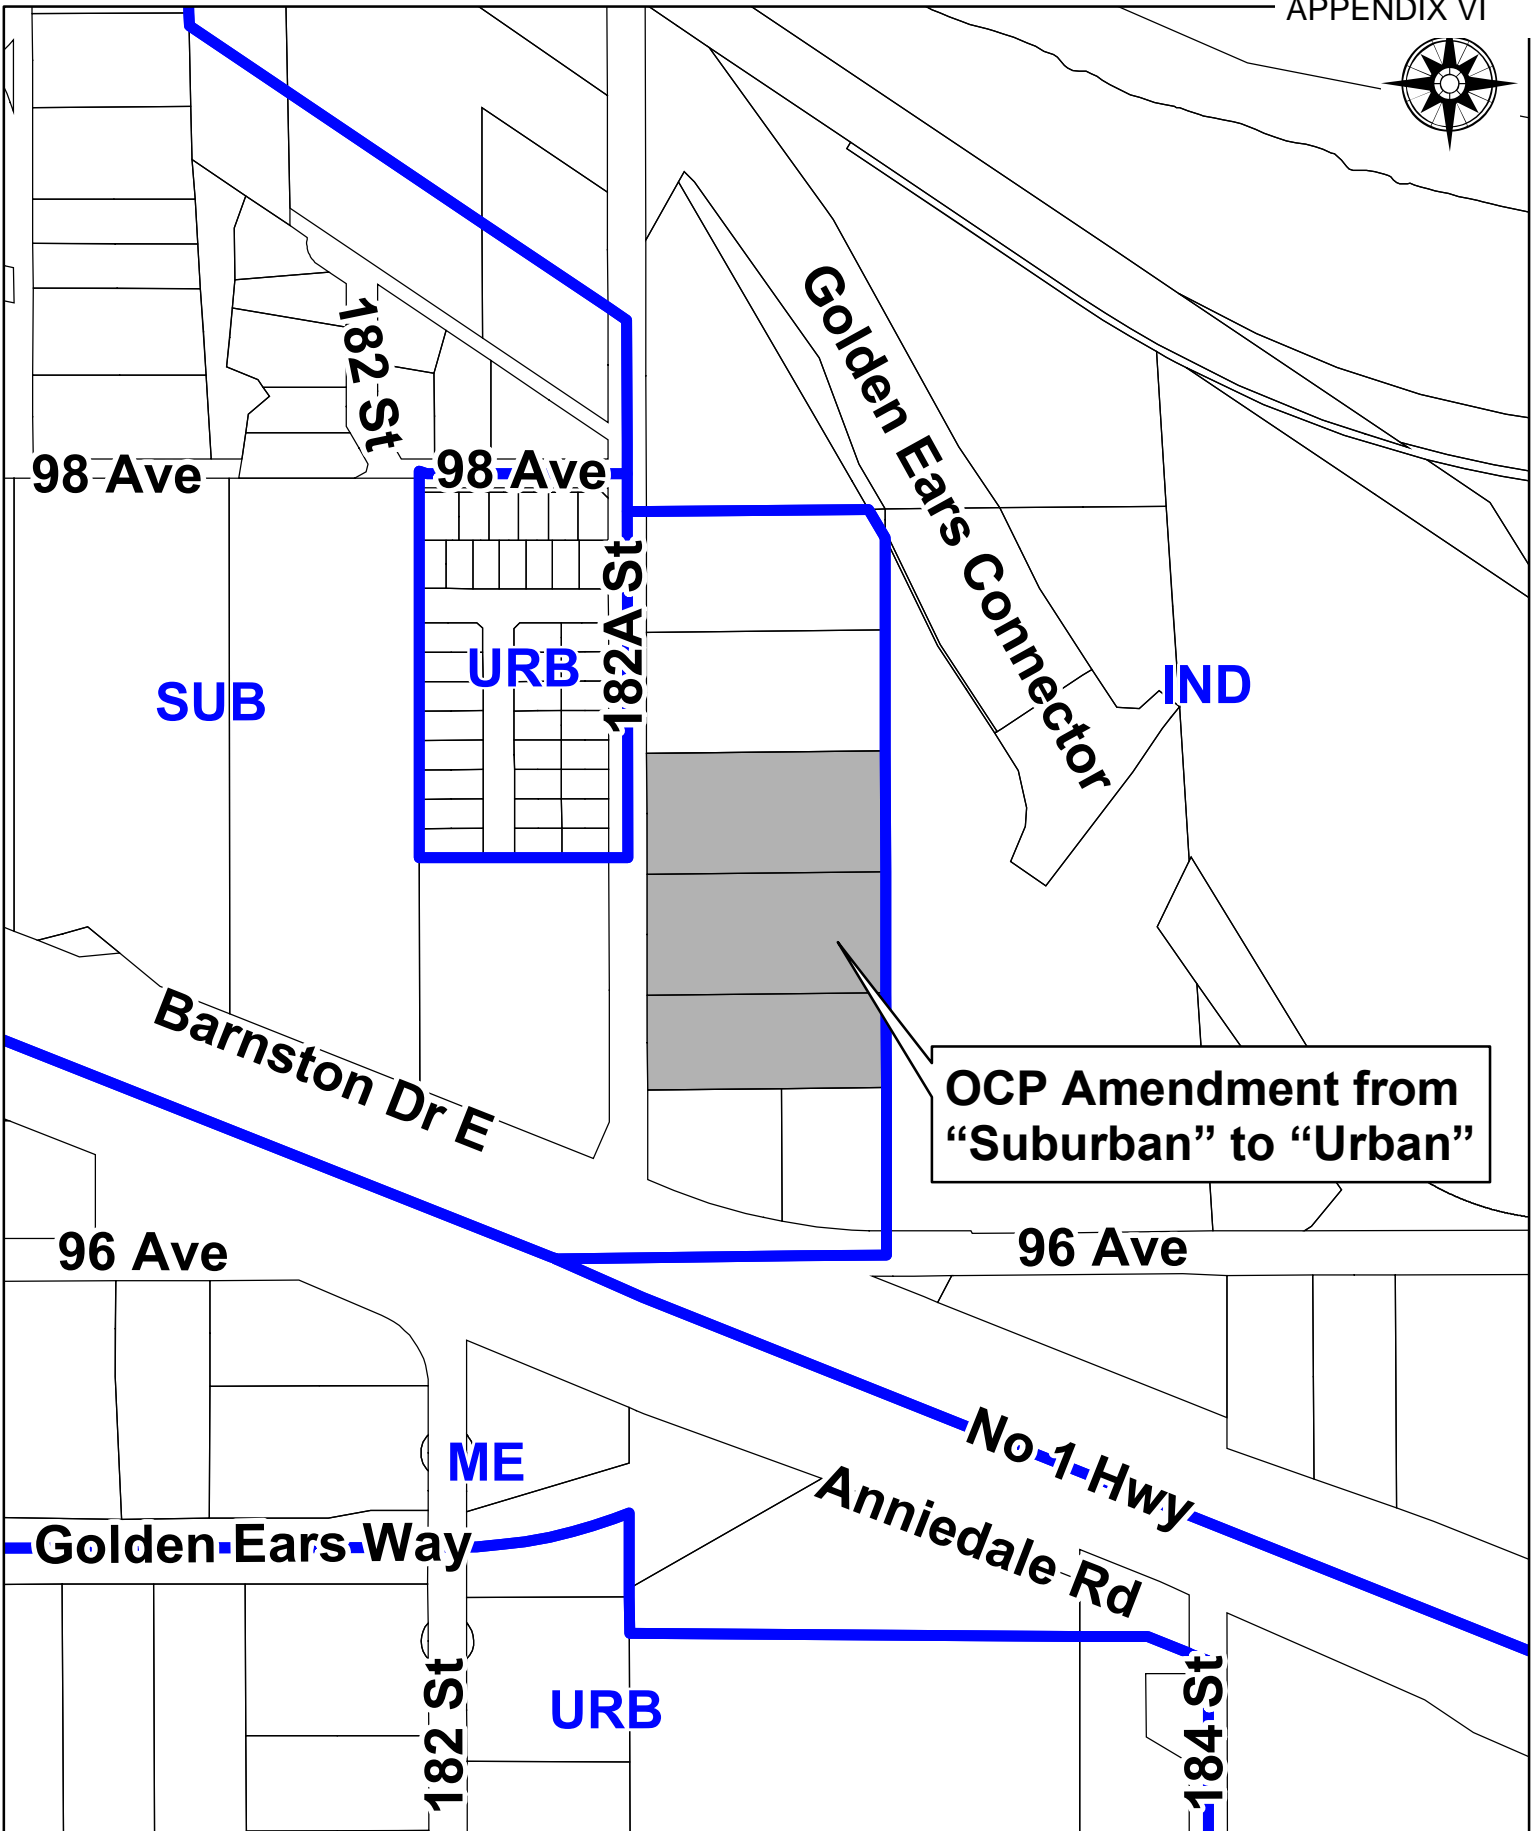 APPENDIX VI
182 St
Golden Ears Connector
98 Ave
98 Ave
182A St
URB
SUB
IND
Barnston Dr E
OCP Amendment from
“Suburban” to “Urban”
96 Ave
96 Ave
No 1 Hwy
ME
Anniedale Rd
Golden Ears Way
182 St
URB
184 St